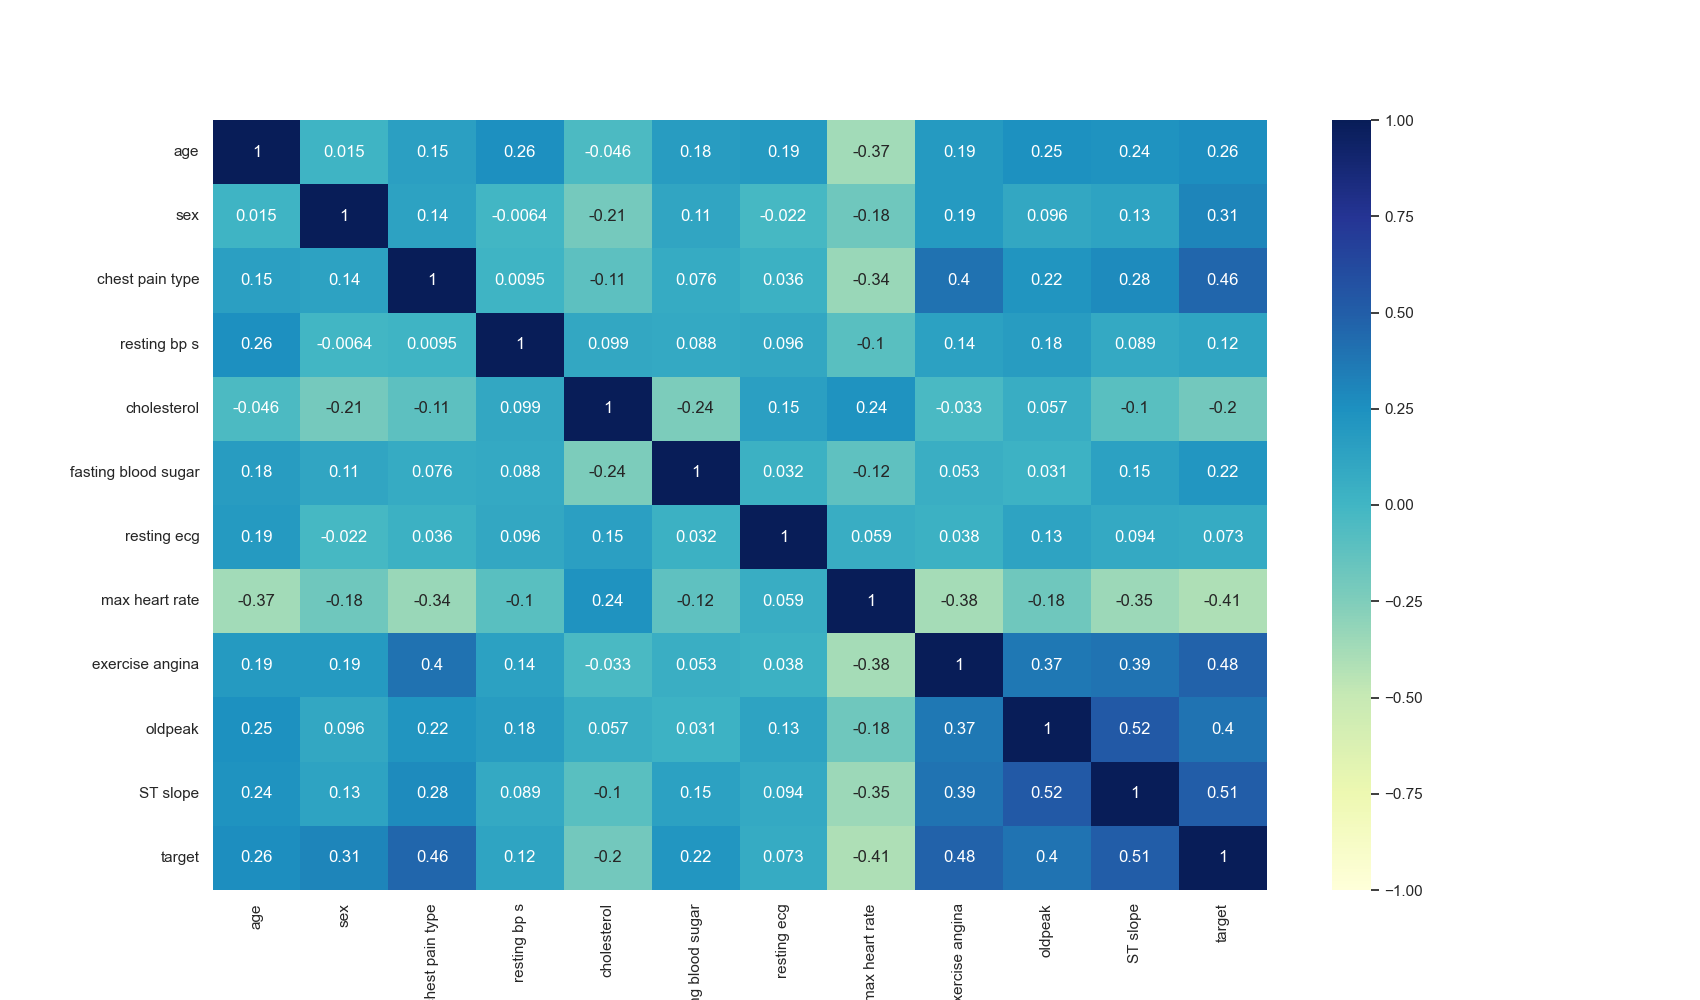 age 1 0.015 0.15 0.26 -0.046 0.18 0.19 -0.37 0.19 0.25 0.24 0.26
sex 0.015 1 0.14 -0.0064 -0.21 0.11 -0.022 -0.18 0.19 0.096 0.13 0.31
chest pain type 0.15 0.14 1 0.0095 -0.11 0.076 0.036 -0.34 0.4 0.22 0.28 0.46
resting bp s 0.26 -0.0064 0.0095 1 0.099 0.088 0.096 -0.1 0.14 0.18 0.089 0.12
cholesterol -0.046 -0.21 -0.11 0.099 1 -0.24 0.15 0.24 -0.033 0.057 -0.1 -0.2
fasting blood sugar 0.18 0.11 0.076 0.088 -0.24 1 0.032 -0.12 0.053 0.031 0.15 0.22
resting ecg 0.19 -0.022 0.036 0.096 0.15 0.032 1 0.059 0.038 0.13 0.094 0.073
max heart rate -0.37 -0.18 -0.34 -0.1 0.24 -0.12 0.059 1 -0.38 -0.18 -0.35 -0.41
exercise angina 0.19 0.19 0.4 0.14 -0.033 0.053 0.038 -0.38 1 0.37 0.39 0.48
oldpeak 0.25 0.096 0.22 0.18 0.057 0.031 0.13 -0.18 0.37 1 0.52 0.4
ST slope 0.24 0.13 0.28 0.089 -0.1 0.15 0.094 -0.35 0.39 0.52 1 0.51
target 0.26 0.31 0.46 0.12 -0.2 0.22 0.073 -0.41 0.48 0.4 0.51 1
age
sex
hest pain type
resting bp s
cholesterol
ng blood sugar
resting ecg
max heart rate
xercise angina
oldpeak
ST slope
target
1.00
0.75
0.50
0.25
0.00
−0.25
−0.50
−0.75
−1.00